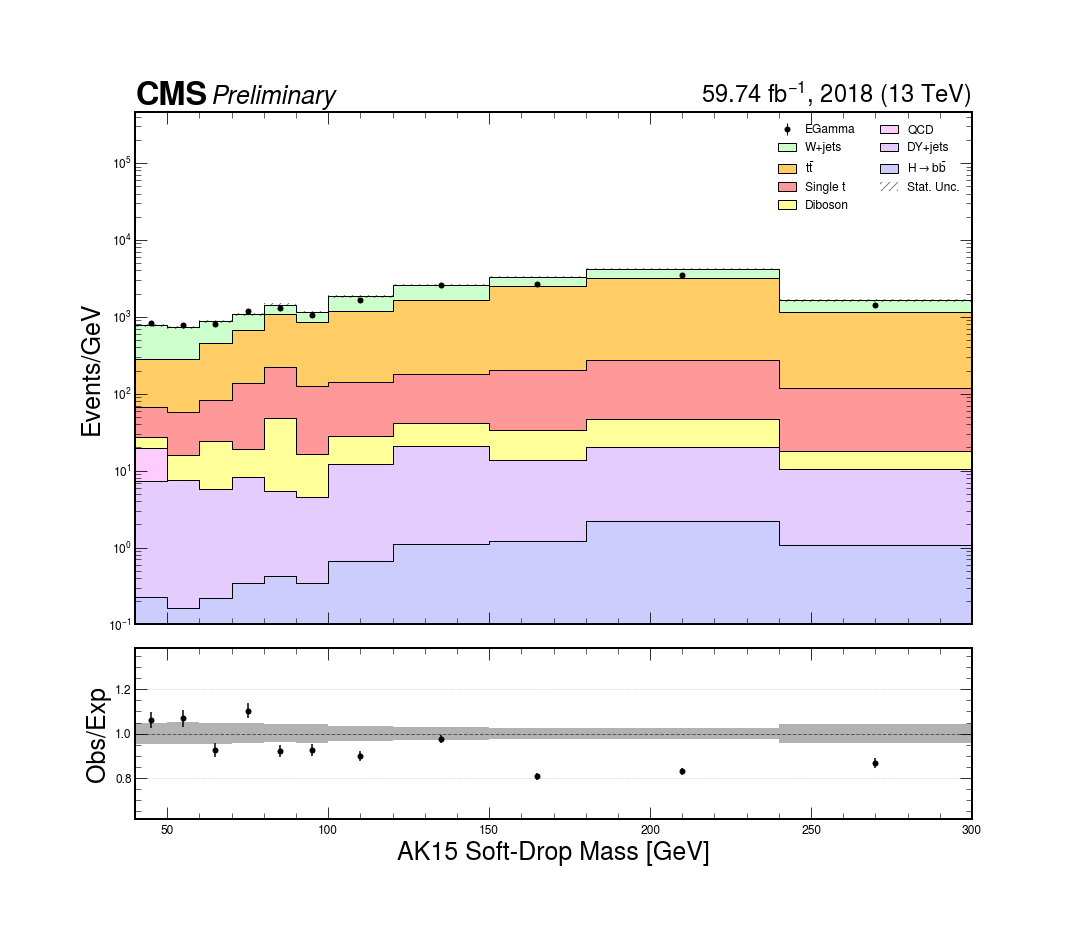 CMS Preliminary
59.74 fb⁻¹, 2018 (13 TeV)
EGamma
W+jets
tt̄
Single t
Diboson
QCD
DY+jets
H→bb̄
Stat. Unc.
Events/GeV
10⁵
10⁴
10³
10²
10¹
10⁰
10⁻¹
Obs/Exp
1.2
1.0
0.8
50 100 150 200 250 300
AK15 Soft-Drop Mass [GeV]